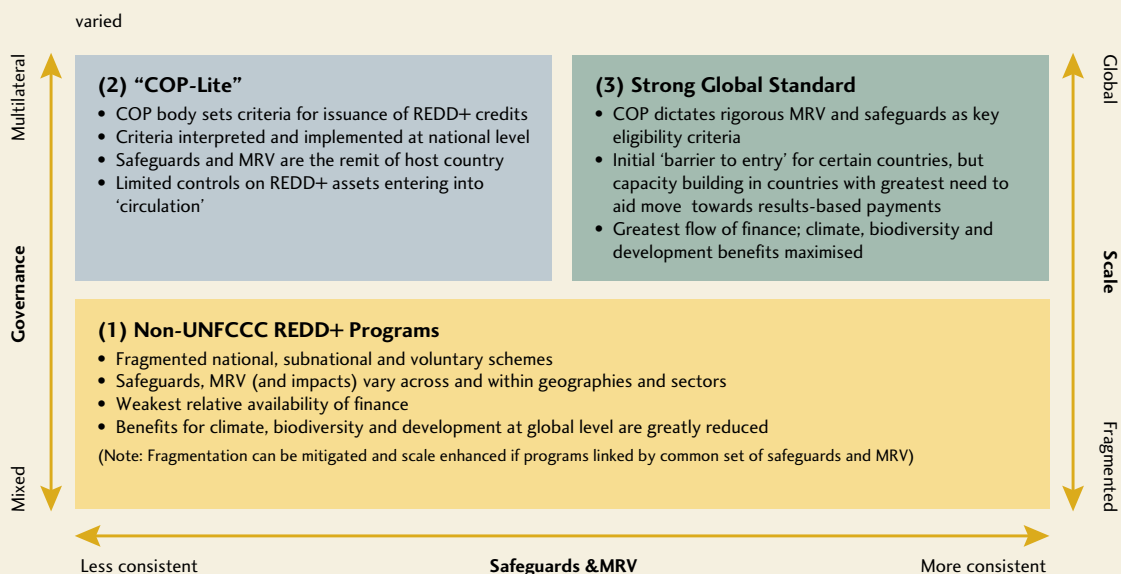 varied
Multilateral
Governance
Mixed
(2) “COP-Lite”
• COP body sets criteria for issuance of REDD+ credits
• Criteria interpreted and implemented at national level
• Safeguards and MRV are the remit of host country
• Limited controls on REDD+ assets entering into
‘circulation’
(3) Strong Global Standard
• COP dictates rigorous MRV and safeguards as key
eligibility criteria
• Initial ‘barrier to entry’ for certain countries, but
capacity building in countries with greatest need to
aid move towards results-based payments
• Greatest flow of finance; climate, biodiversity and
development benefits maximised
Global
Scale
Fragmented
(1) Non-UNFCCC REDD+ Programs
• Fragmented national, subnational and voluntary schemes
• Safeguards, MRV (and impacts) vary across and within geographies and sectors
• Weakest relative availability of finance
• Benefits for climate, biodiversity and development at global level are greatly reduced
(Note: Fragmentation can be mitigated and scale enhanced if programs linked by common set of safeguards and MRV)
Less consistent
Safeguards &MRV
More consistent